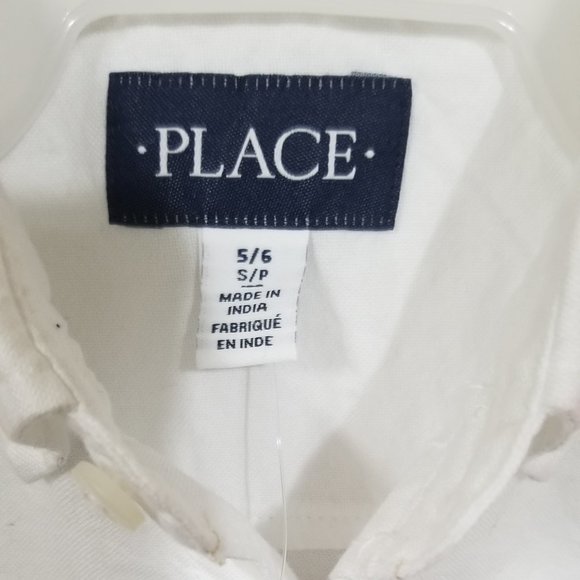 ·PLACE·
5/6
S/P
MADE IN
INDIA
FABRIQUÉ
EN INDE